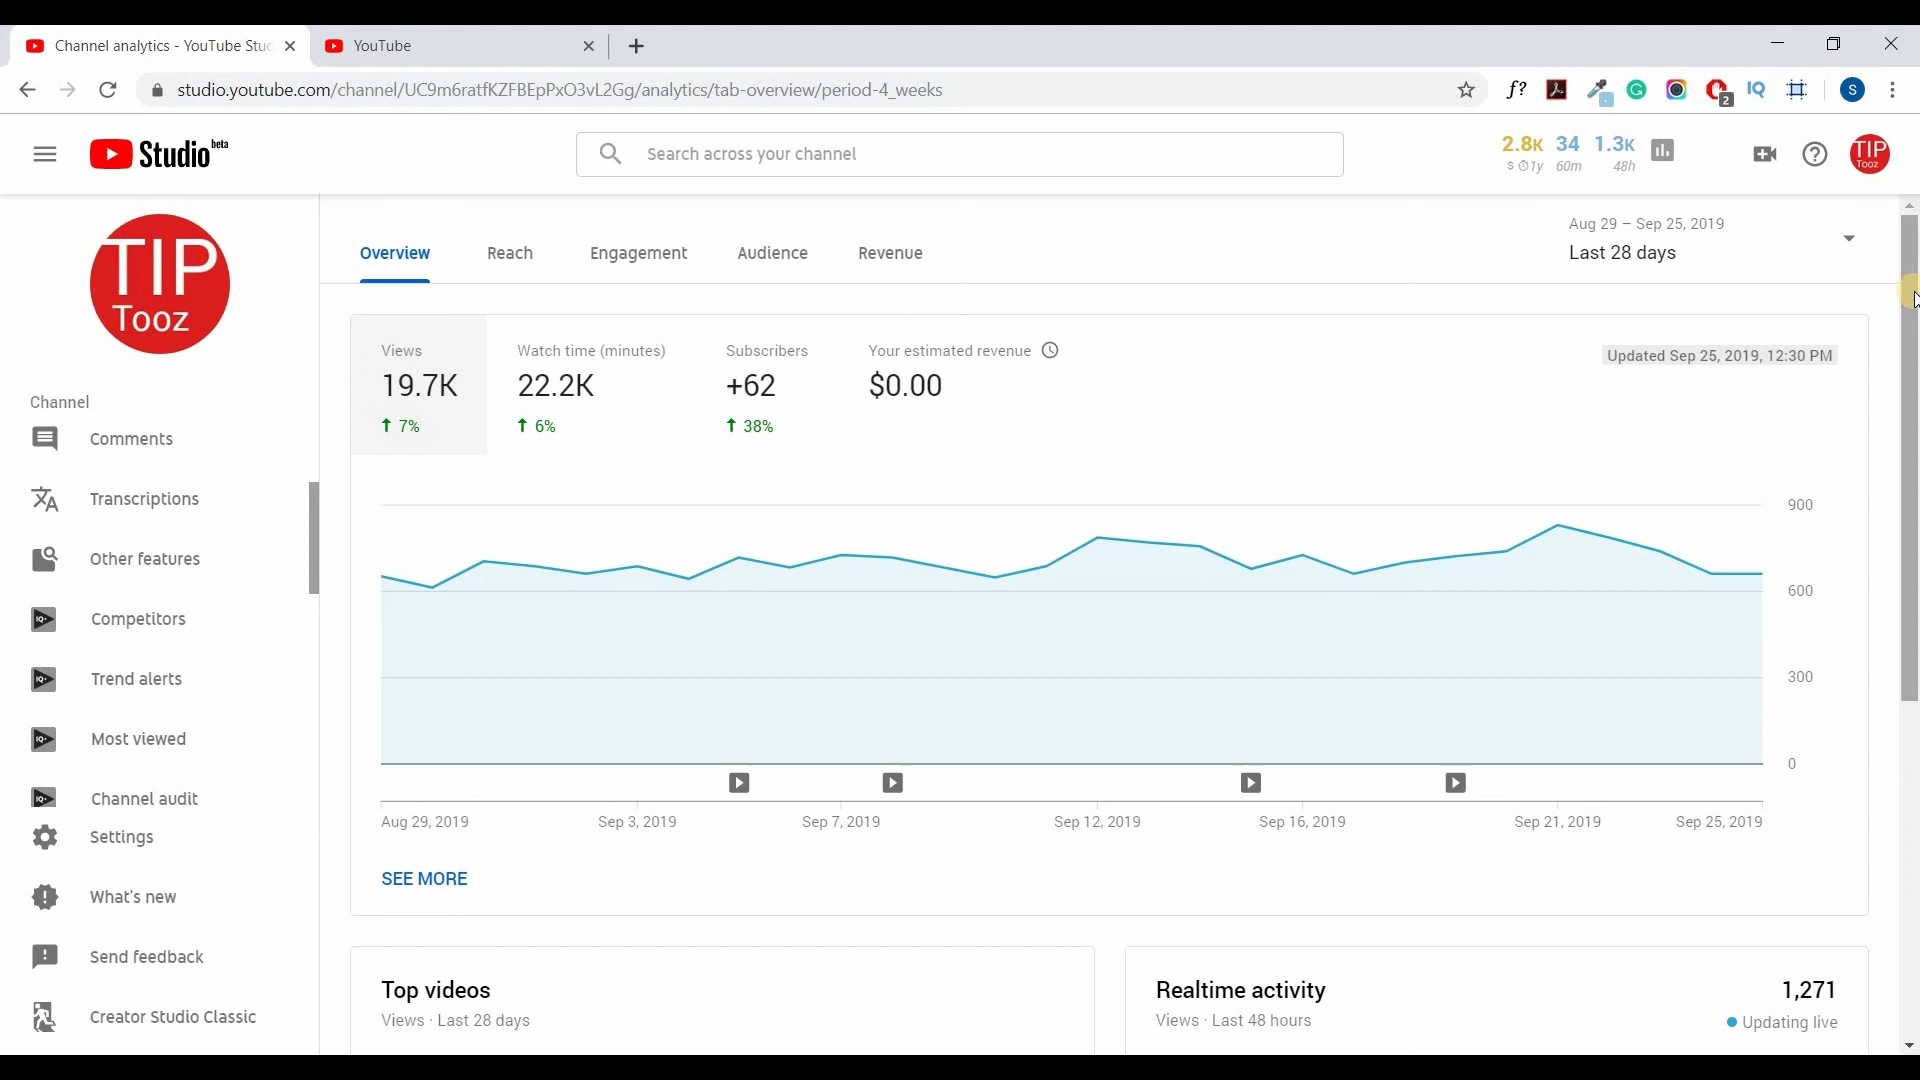 Channel analytics - YouTube Stu
YouTube
studio.youtube.com/channel/UC9m6ratfKZFBEpPxO3vL2Gg/analytics/tab-overview/period-4_weeks
f?
2
IQ
S
Studio beta
Search across your channel
2.8K 34 1.3K
$ 1y 60m 48h
TIP
Tooz
TIP
Tooz
Channel
Comments
Transcriptions
Other features
Competitors
Trend alerts
Most viewed
Channel audit
Settings
What's new
Send feedback
Creator Studio Classic
Overview
Reach
Engagement
Audience
Revenue
Aug 29 – Sep 25, 2019
Last 28 days
Views
19.7K
7%
Watch time (minutes)
22.2K
6%
Subscribers
+62
38%
Your estimated revenue
$0.00
Updated Sep 25, 2019, 12:30 PM
900
600
300
0
Aug 29, 2019
Sep 3, 2019
Sep 7, 2019
Sep 12, 2019
Sep 16, 2019
Sep 21, 2019
Sep 25, 2019
SEE MORE
Top videos
Views · Last 28 days
Realtime activity
1,271
Views · Last 48 hours
Updating live